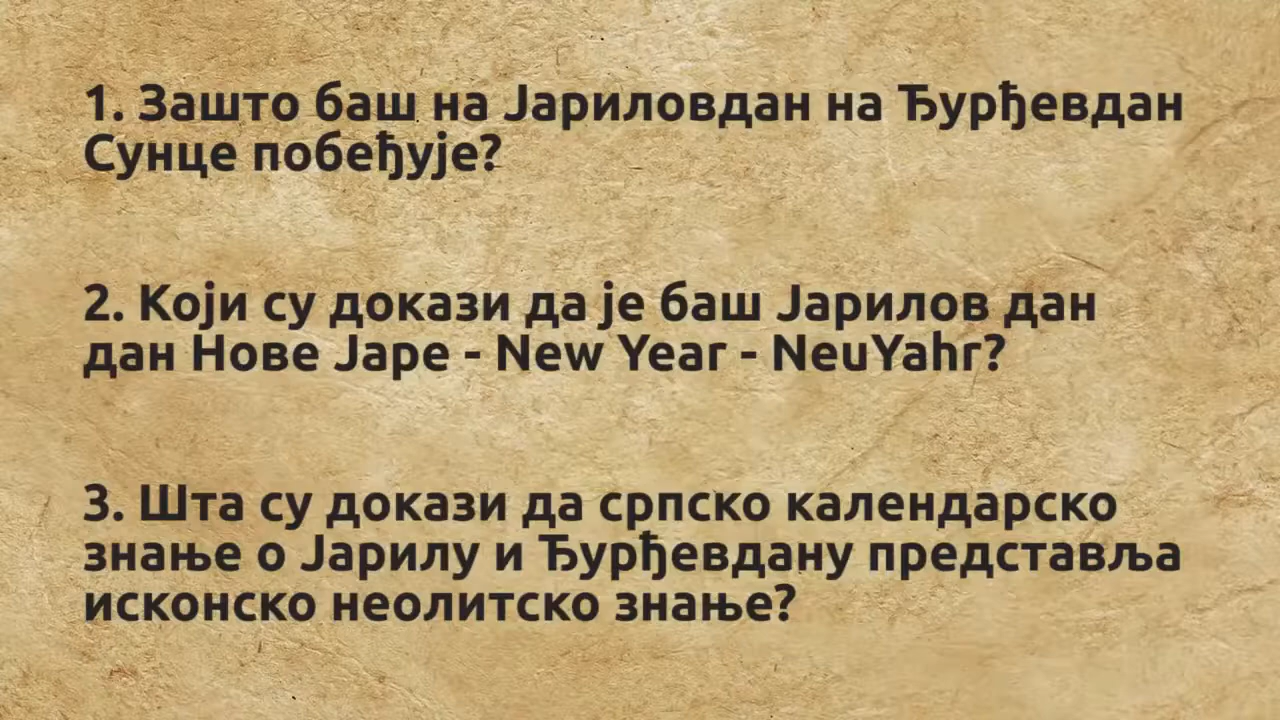 1. Зашто баш на Јариловдан на Ђурђевдан
Сунце побеђује?
2. Који су докази да је баш Јарилов дан
дан Нове Јаре - New Year - NeuYahr?
3. Шта су докази да српско календарско
знање о Јарилу и Ђурђевдану представља
исконско неолитско знање?